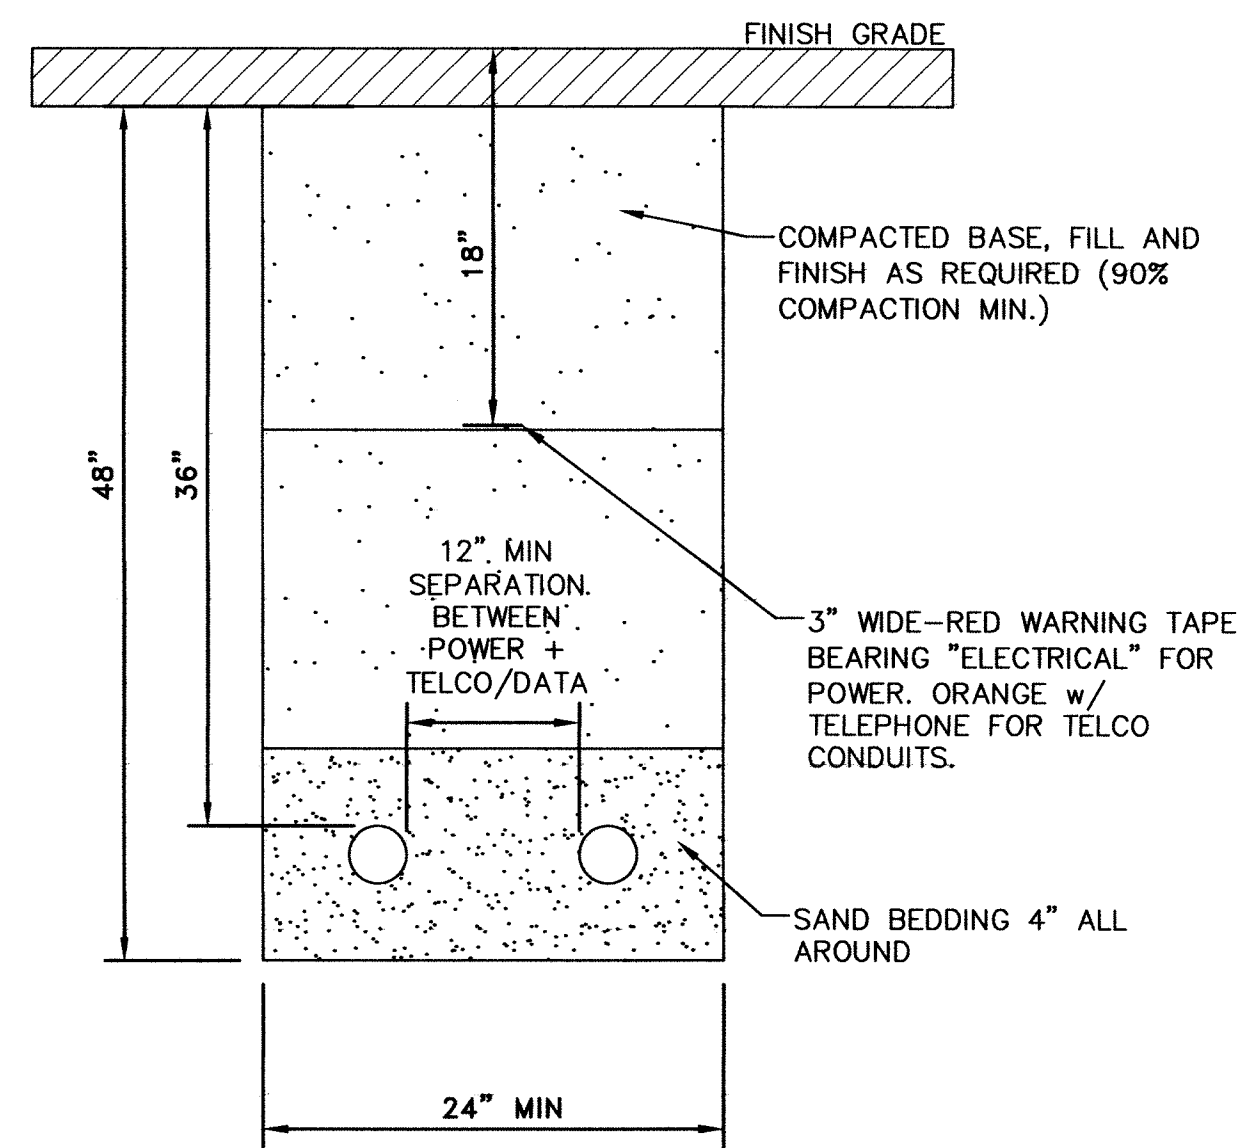 FINISH GRADE
18"
COMPACTED BASE, FILL AND
FINISH AS REQUIRED (90%
COMPACTION MIN.)
48"
36"
12" MIN
SEPARATION
BETWEEN
POWER +
TELCO/DATA
3" WIDE-RED WARNING TAPE
BEARING "ELECTRICAL" FOR
POWER. ORANGE w/
TELEPHONE FOR TELCO
CONDUITS.
SAND BEDDING 4" ALL
AROUND
24" MIN